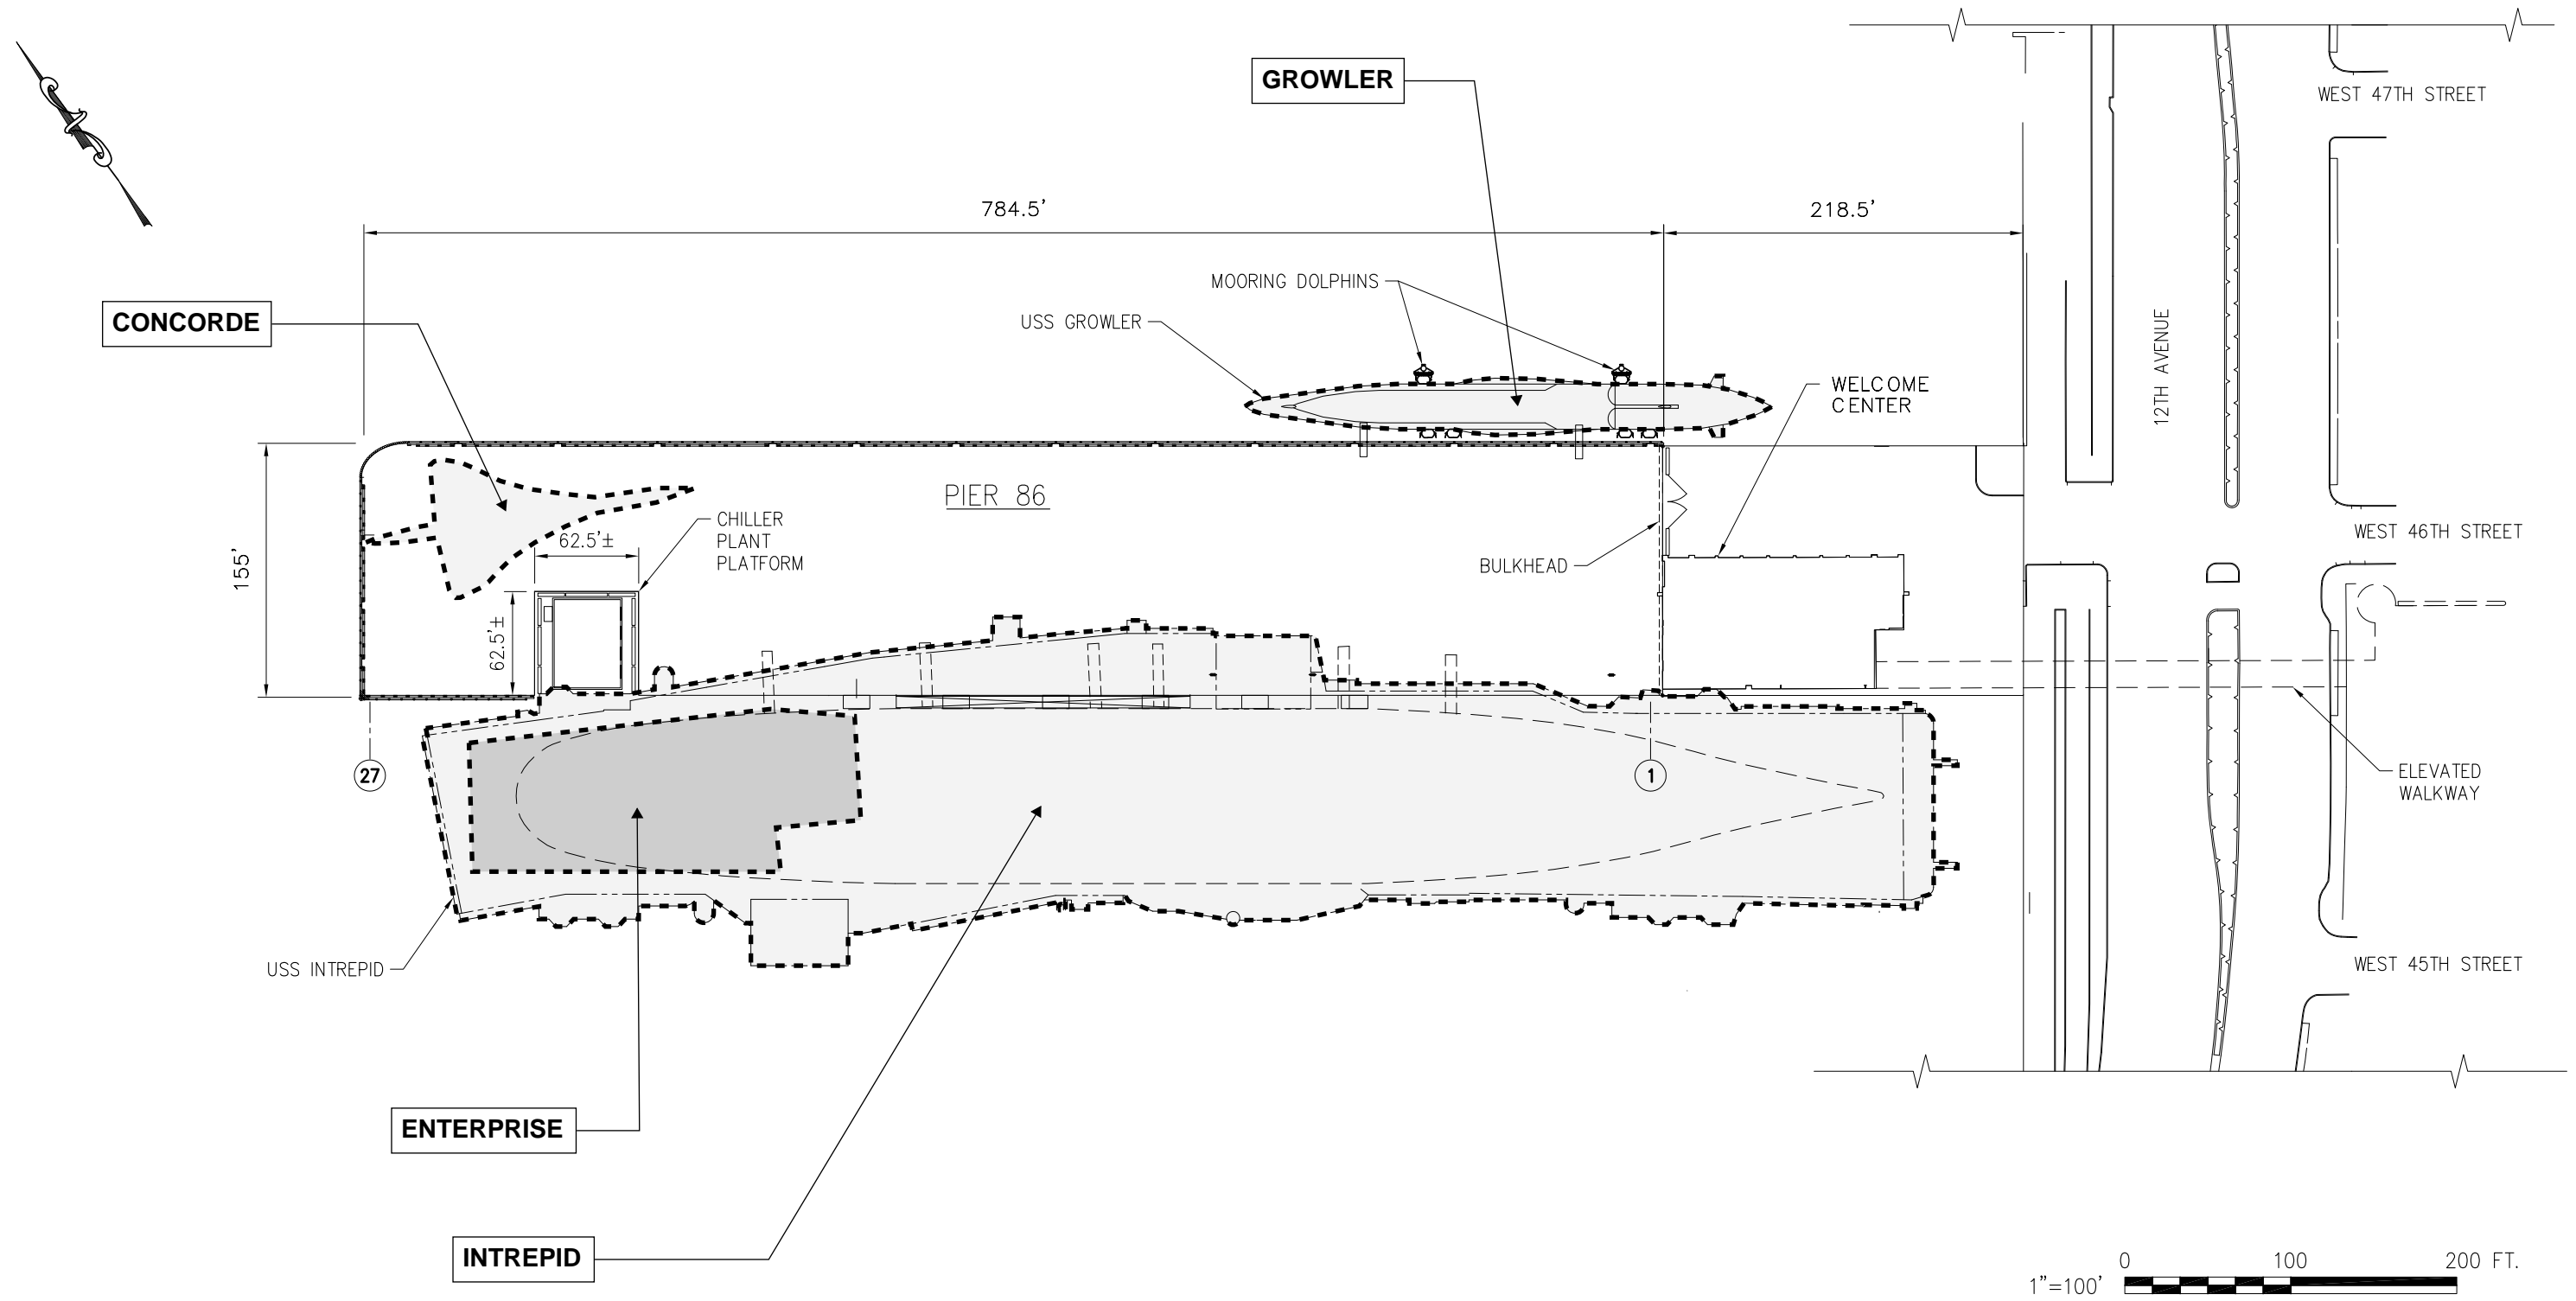 GROWLER
WEST 47TH STREET
784.5'
218.5'
MOORING DOLPHINS
CONCORDE
USS GROWLER
12TH AVENUE
WELCOME
CENTER
PIER 86
CHILLER
PLANT
PLATFORM
62.5'±
WEST 46TH STREET
155'
BULKHEAD
62.5'±
27
1
ELEVATED
WALKWAY
USS INTREPID
WEST 45TH STREET
ENTERPRISE
INTREPID
0 100 200 FT.
1"=100'